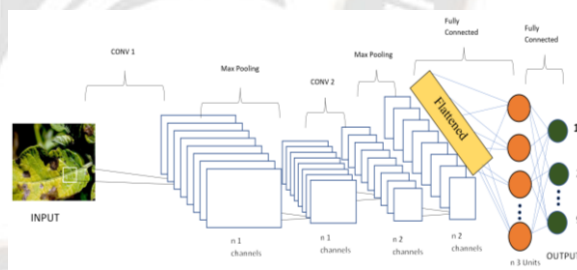 Fully
Connected
Fully
Connected
CONV 1
Max Pooling
Max Pooling
CONV 2
Flattened
1
INPUT
n 1
channels
n 1
channels
n 2
channels
n 2
channels
n 3 Units
OUTPUT